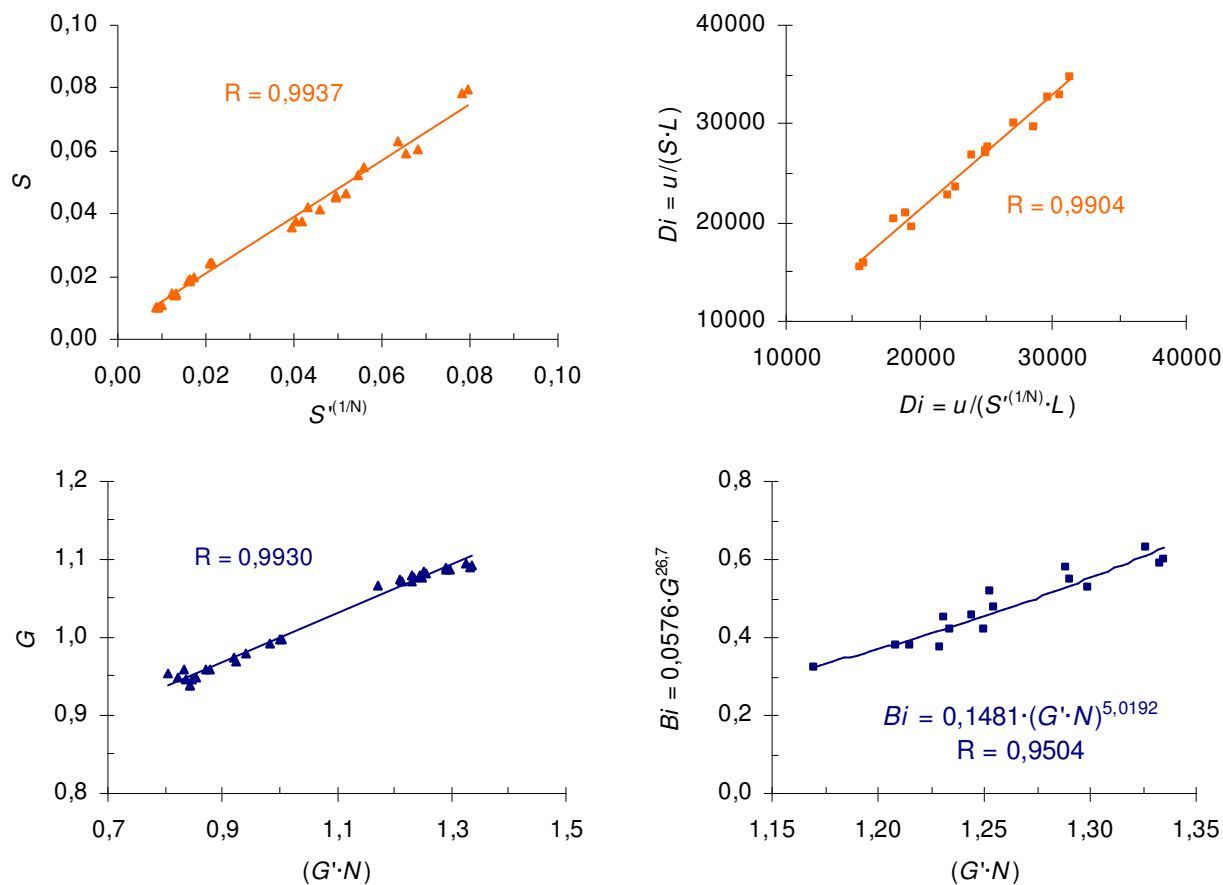 0,10
0,08
0,06
0,04
0,02
0,00
S
R = 0,9937
0,00 0,02 0,04 0,06 0,08 0,10
S'(1/N)
40000
30000
20000
10000
Di = u/(S·L)
R = 0,9904
10000 20000 30000 40000
Di = u/(S'(1/N)·L)
1,2
1,1
1,0
0,9
0,8
G
R = 0,9930
0,7 0,9 1,1 1,3 1,5
(G'·N)
0,8
0,6
0,4
0,2
0,0
Bi = 0,0576·G26,7
Bi = 0,1481·(G'·N)5,0192
R = 0,9504
1,15 1,20 1,25 1,30 1,35
(G'·N)